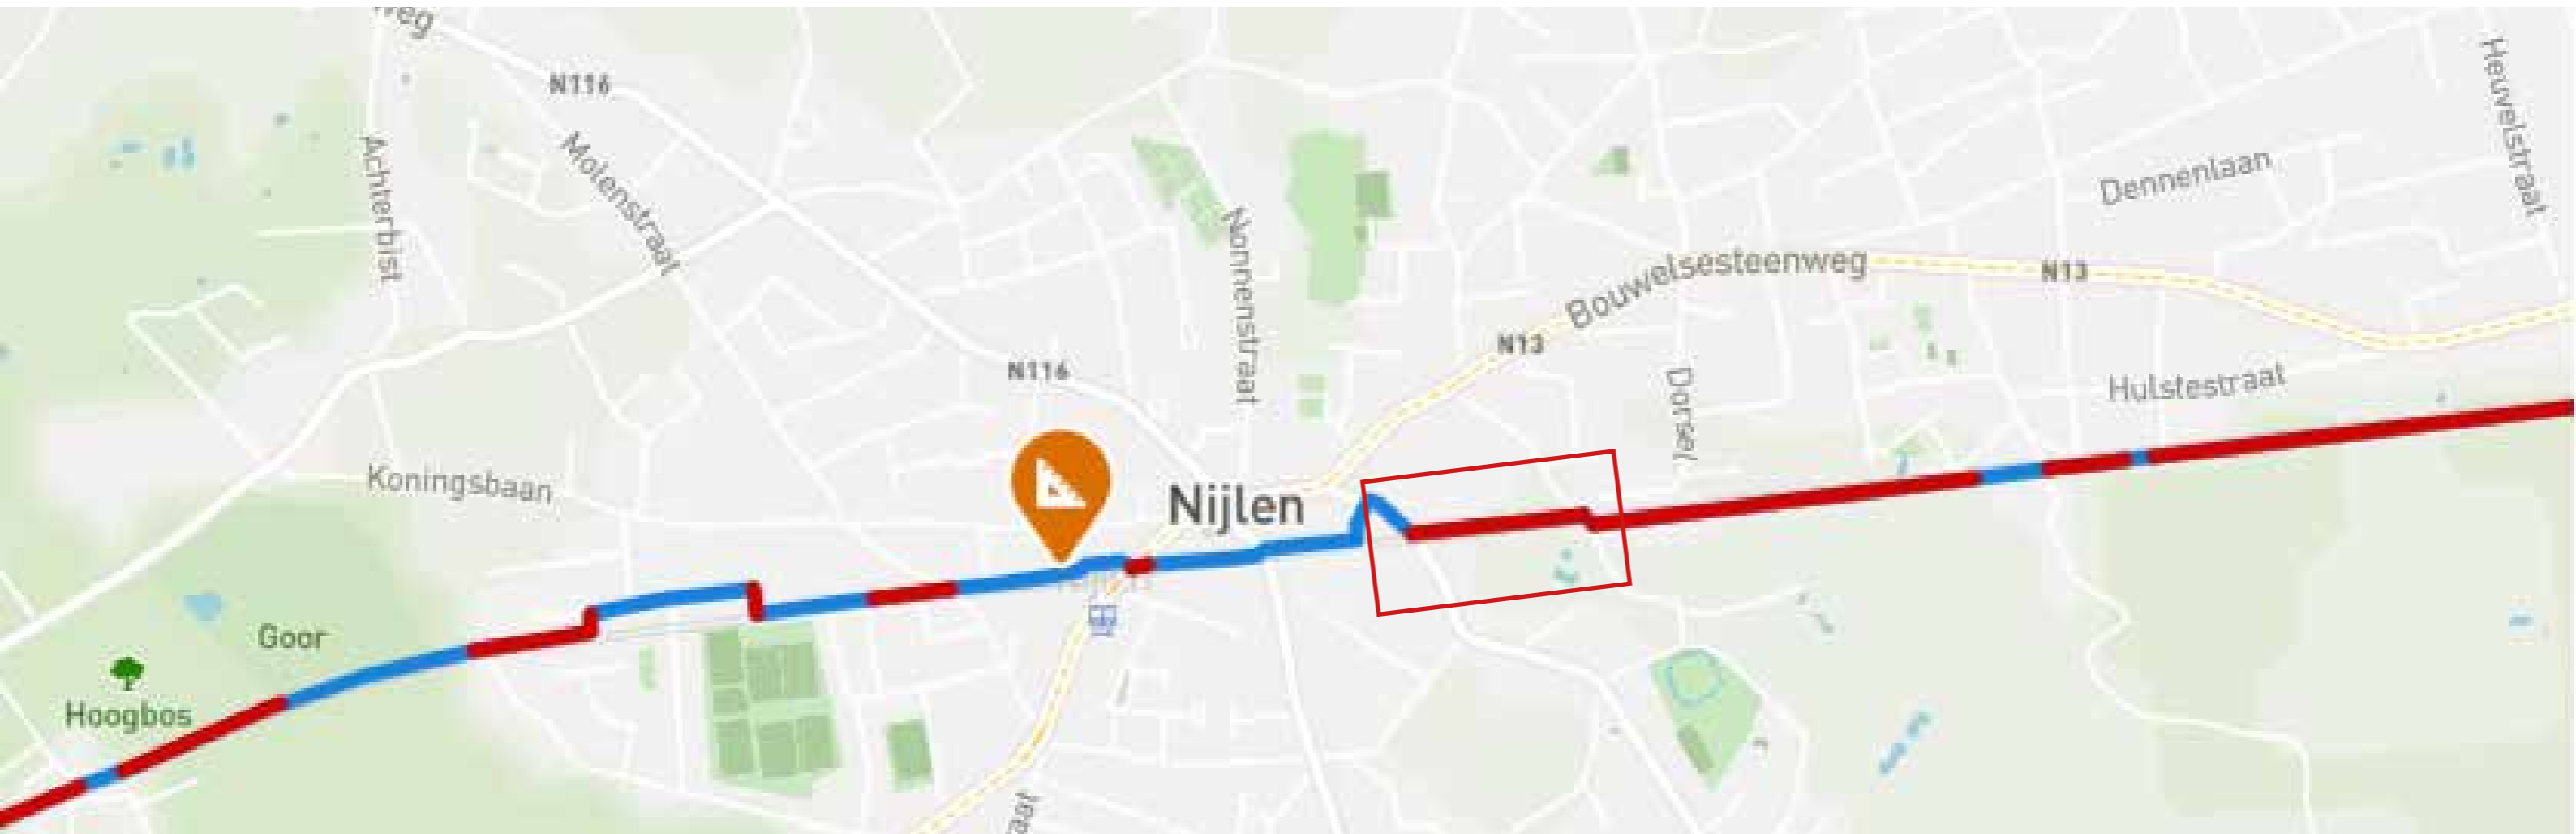 N116
Achterbist
Molenstraat
Nonnenstraat
Heuvelstraat
Dennenlaan
Bouwelsesteenweg
N13
N13
N116
Dorsel
Hulstestraat
Koningsbaan
Nijlen
Goor
Hoogbos